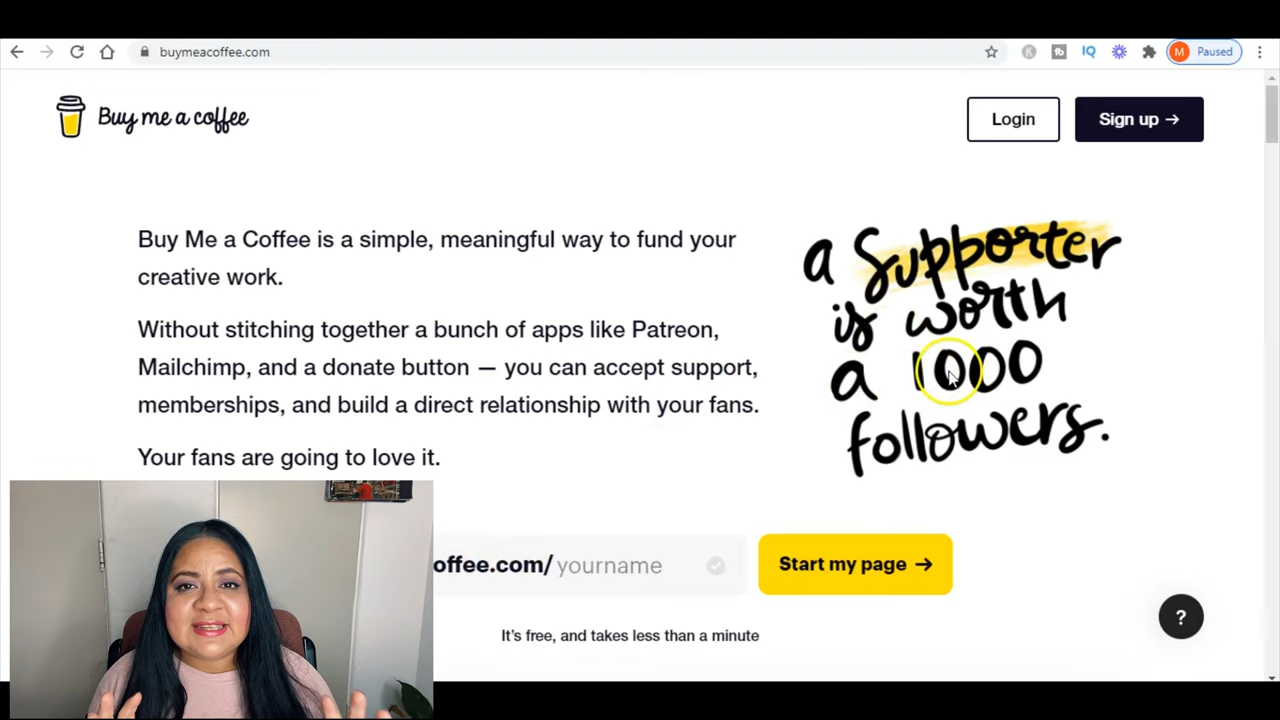 buymeacoffee.com
IQ
M Paused
Buy me a coffee
Login
Sign up →
Buy Me a Coffee is a simple, meaningful way to fund your
creative work.
Without stitching together a bunch of apps like Patreon,
Mailchimp, and a donate button — you can accept support,
memberships, and build a direct relationship with your fans.
Your fans are going to love it.
a Supporter
is worth
a 1000
followers.
offee.com/ yourname
Start my page →
It's free, and takes less than a minute
?